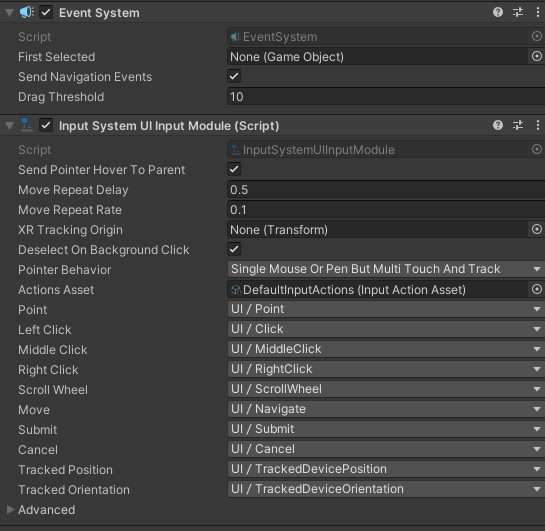 Event System
Script EventSystem
First Selected None (Game Object)
Send Navigation Events
Drag Threshold 10
Input System UI Input Module (Script)
Script InputSystemUIInputModule
Send Pointer Hover To Parent
Move Repeat Delay 0.5
Move Repeat Rate 0.1
XR Tracking Origin None (Transform)
Deselect On Background Click
Pointer Behavior Single Mouse Or Pen But Multi Touch And Track
Actions Asset DefaultInputActions (Input Action Asset)
Point UI / Point
Left Click UI / Click
Middle Click UI / MiddleClick
Right Click UI / RightClick
Scroll Wheel UI / ScrollWheel
Move UI / Navigate
Submit UI / Submit
Cancel UI / Cancel
Tracked Position UI / TrackedDevicePosition
Tracked Orientation UI / TrackedDeviceOrientation
Advanced